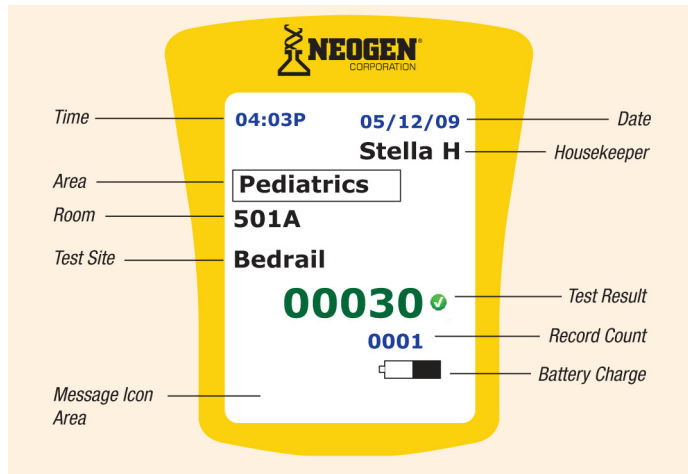 NEOGEN®
CORPORATION
Time 04:03P 05/12/09 Date
Stella H Housekeeper
Area Pediatrics
Room 501A
Test Site Bedrail
00030 Test Result
0001 Record Count
Battery Charge
Message Icon
Area